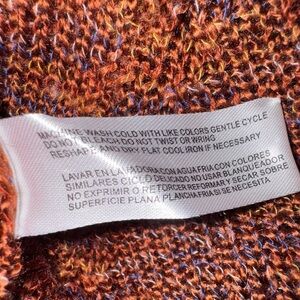 MACHINE WASH COLD WITH LIKE COLORS GENTLE CYCLE
DO NOT BLEACH DO NOT TWIST OR WRING
RESHAPE AND DRY FLAT COOL IRON IF NECESSARY
LAVAR EN LA LAVADORA CON AGUA FRIA CON COLORES
SIMILARES CICLO DELICADO NO USAR BLANQUEADOR
NO EXPRIMIR O RETORCER REFORMAR Y SECAR SOBRE
SUPERFICIE PLANA PLANCHA FRIA SI SE NECESITA